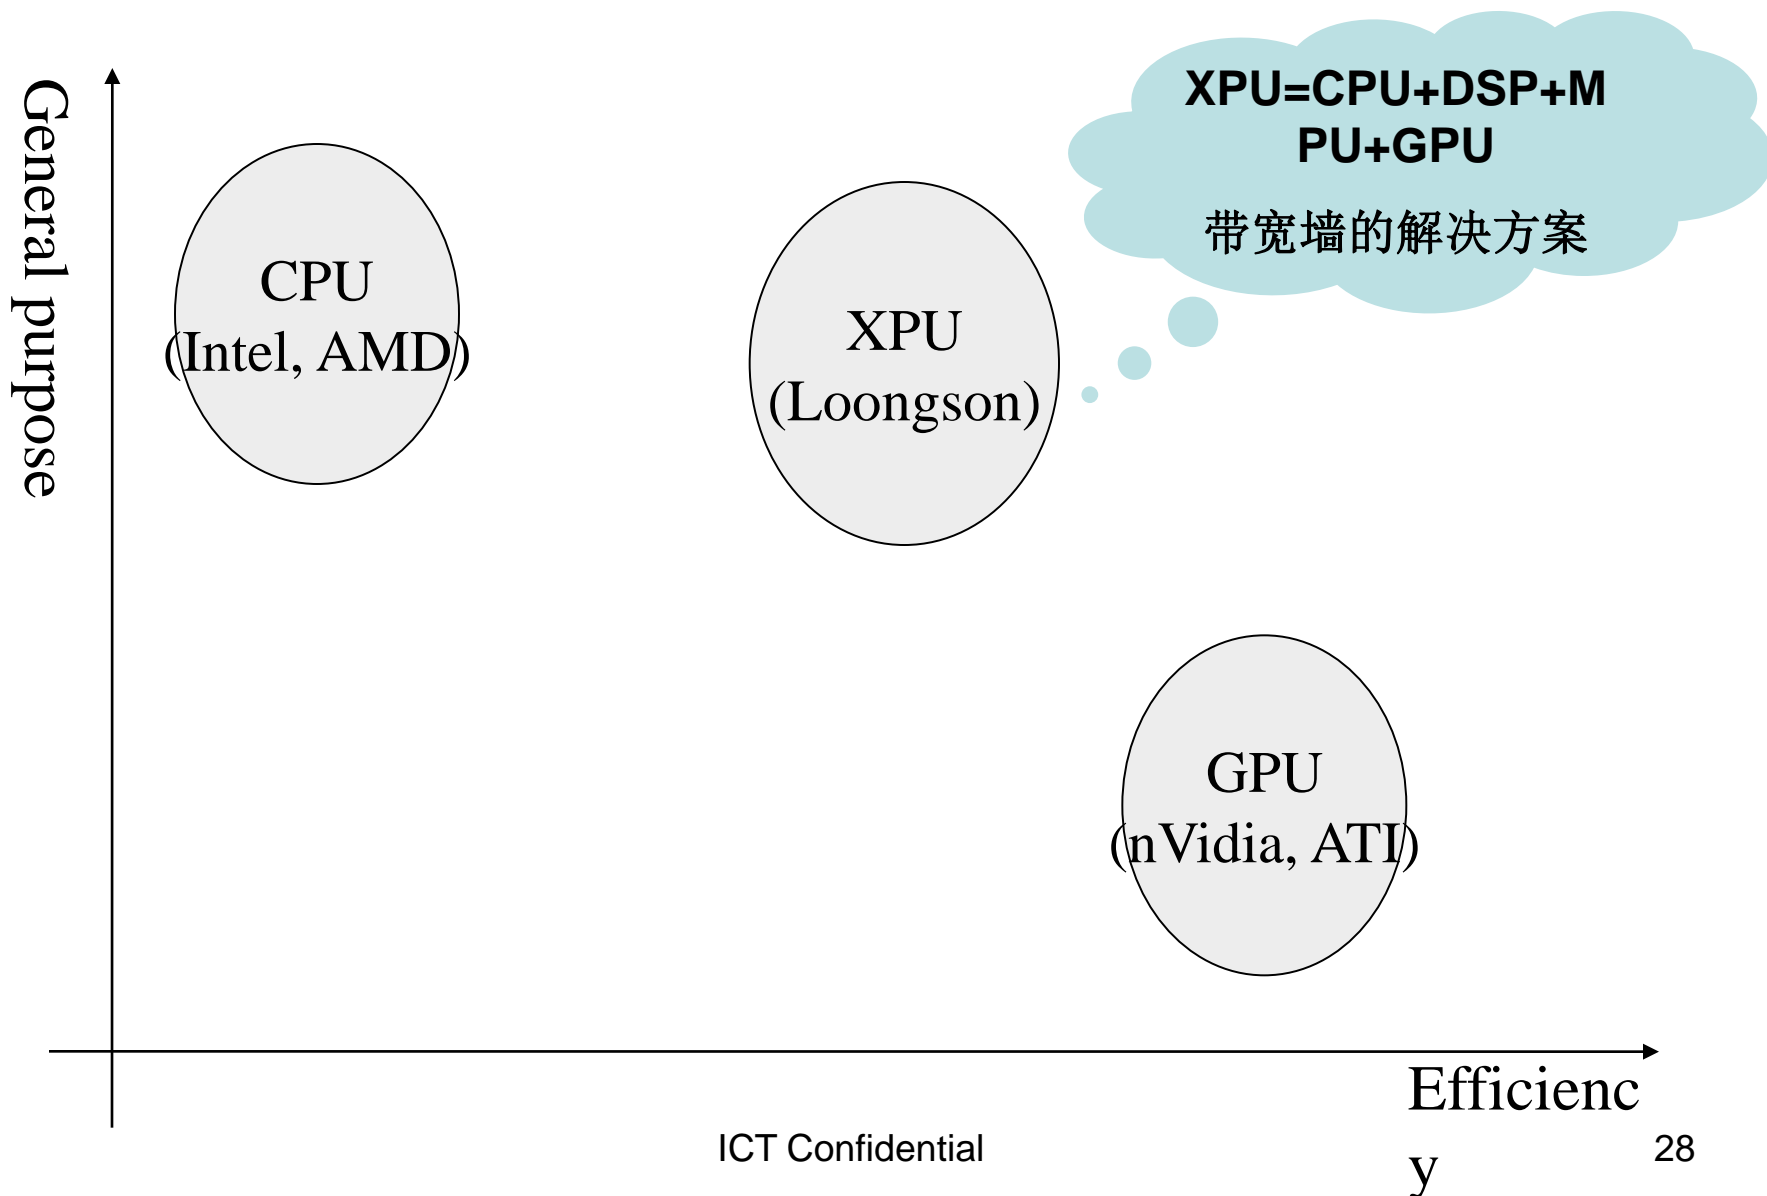 General purpose
CPU
(Intel, AMD)
XPU
(Loongson)
XPU=CPU+DSP+M
PU+GPU
带宽墙的解决方案
GPU
(nVidia, ATI)
Efficienc
y
ICT Confidential
28